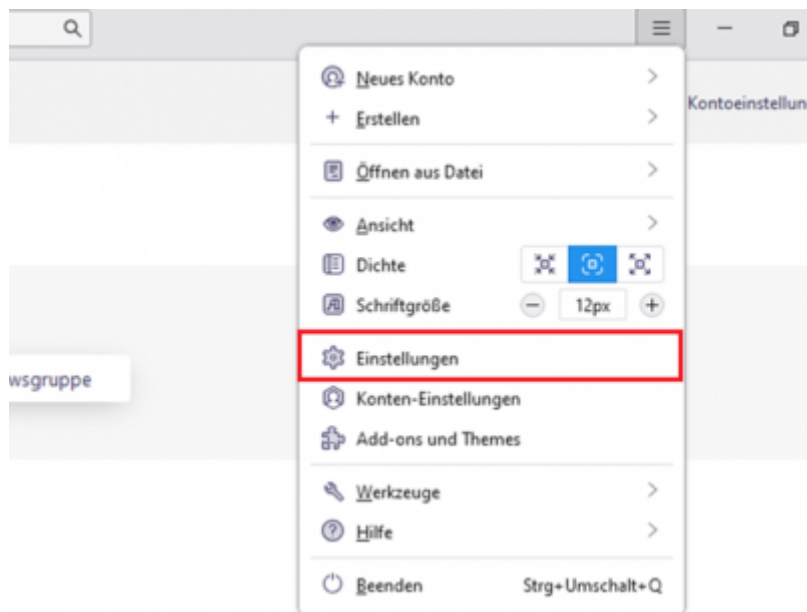 Neues Konto
Kontoeinstellun
Erstellen
Öffnen aus Datei
Ansicht
Dichte
Schriftgröße 12px
Einstellungen
wsgruppe
Konten-Einstellungen
Add-ons und Themes
Werkzeuge
Hilfe
Beenden Strg+Umschalt+Q